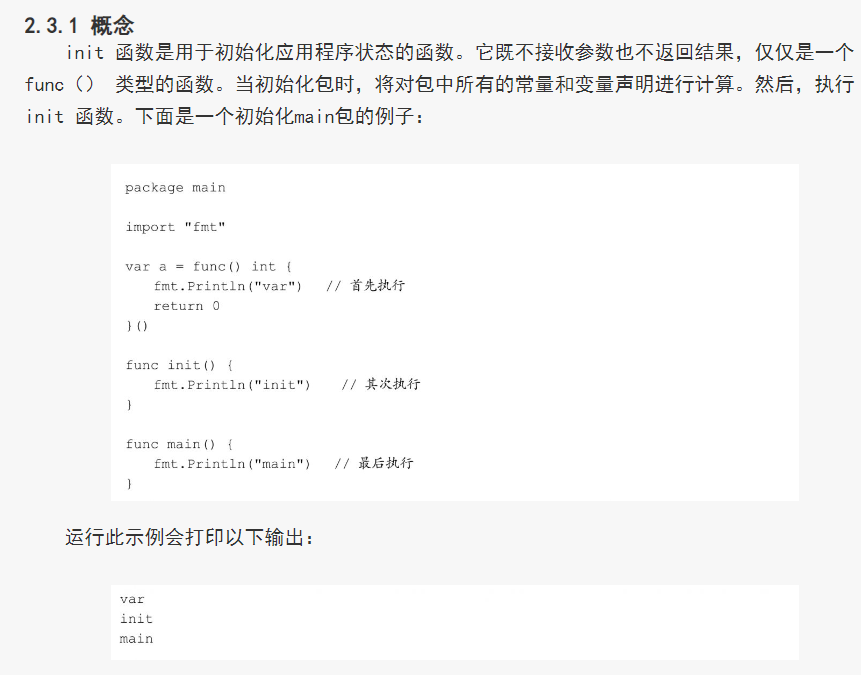 2.3.1 概念
init 函数是用于初始化应用程序状态的函数。它既不接收参数也不返回结果，仅仅是一个
func（） 类型的函数。当初始化包时，将对包中所有的常量和变量声明进行计算。然后，执行
init 函数。下面是一个初始化main包的例子：
package main
import "fmt"
var a = func() int {
fmt.Println("var") // 首先执行
return 0
}()
func init() {
fmt.Println("init") // 其次执行
}
func main() {
fmt.Println("main") // 最后执行
}
运行此示例会打印以下输出：
var
init
main